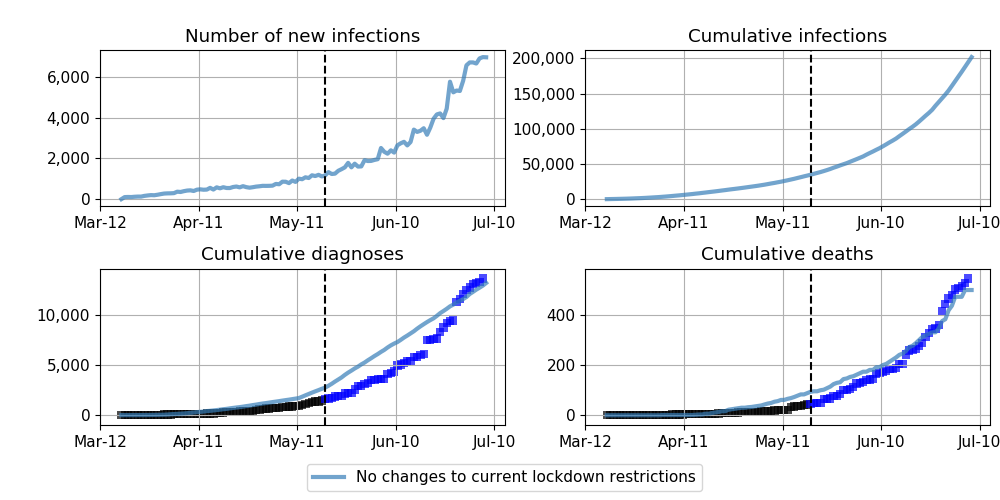 Number of new infections
Cumulative infections
6,000
4,000
2,000
0
Mar-12 Apr-11 May-11 Jun-10 Jul-10
200,000
150,000
100,000
50,000
0
Mar-12 Apr-11 May-11 Jun-10 Jul-10
Cumulative diagnoses
Cumulative deaths
10,000
5,000
0
Mar-12 Apr-11 May-11 Jun-10 Jul-10
400
200
0
Mar-12 Apr-11 May-11 Jun-10 Jul-10
No changes to current lockdown restrictions